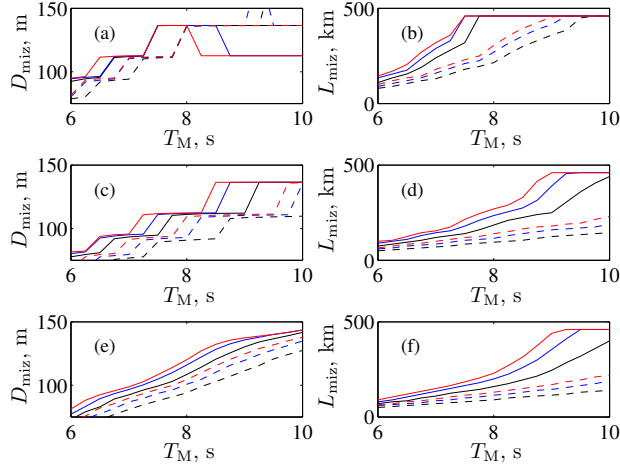 150
100
D_miz, m
(a)
6 8 10
T_M, s
500
0
L_miz, km
(b)
6 8 10
T_M, s
150
100
D_miz, m
(c)
6 8 10
T_M, s
500
0
L_miz, km
(d)
6 8 10
T_M, s
150
100
D_miz, m
(e)
6 8 10
T_M, s
500
0
L_miz, km
(f)
6 8 10
T_M, s